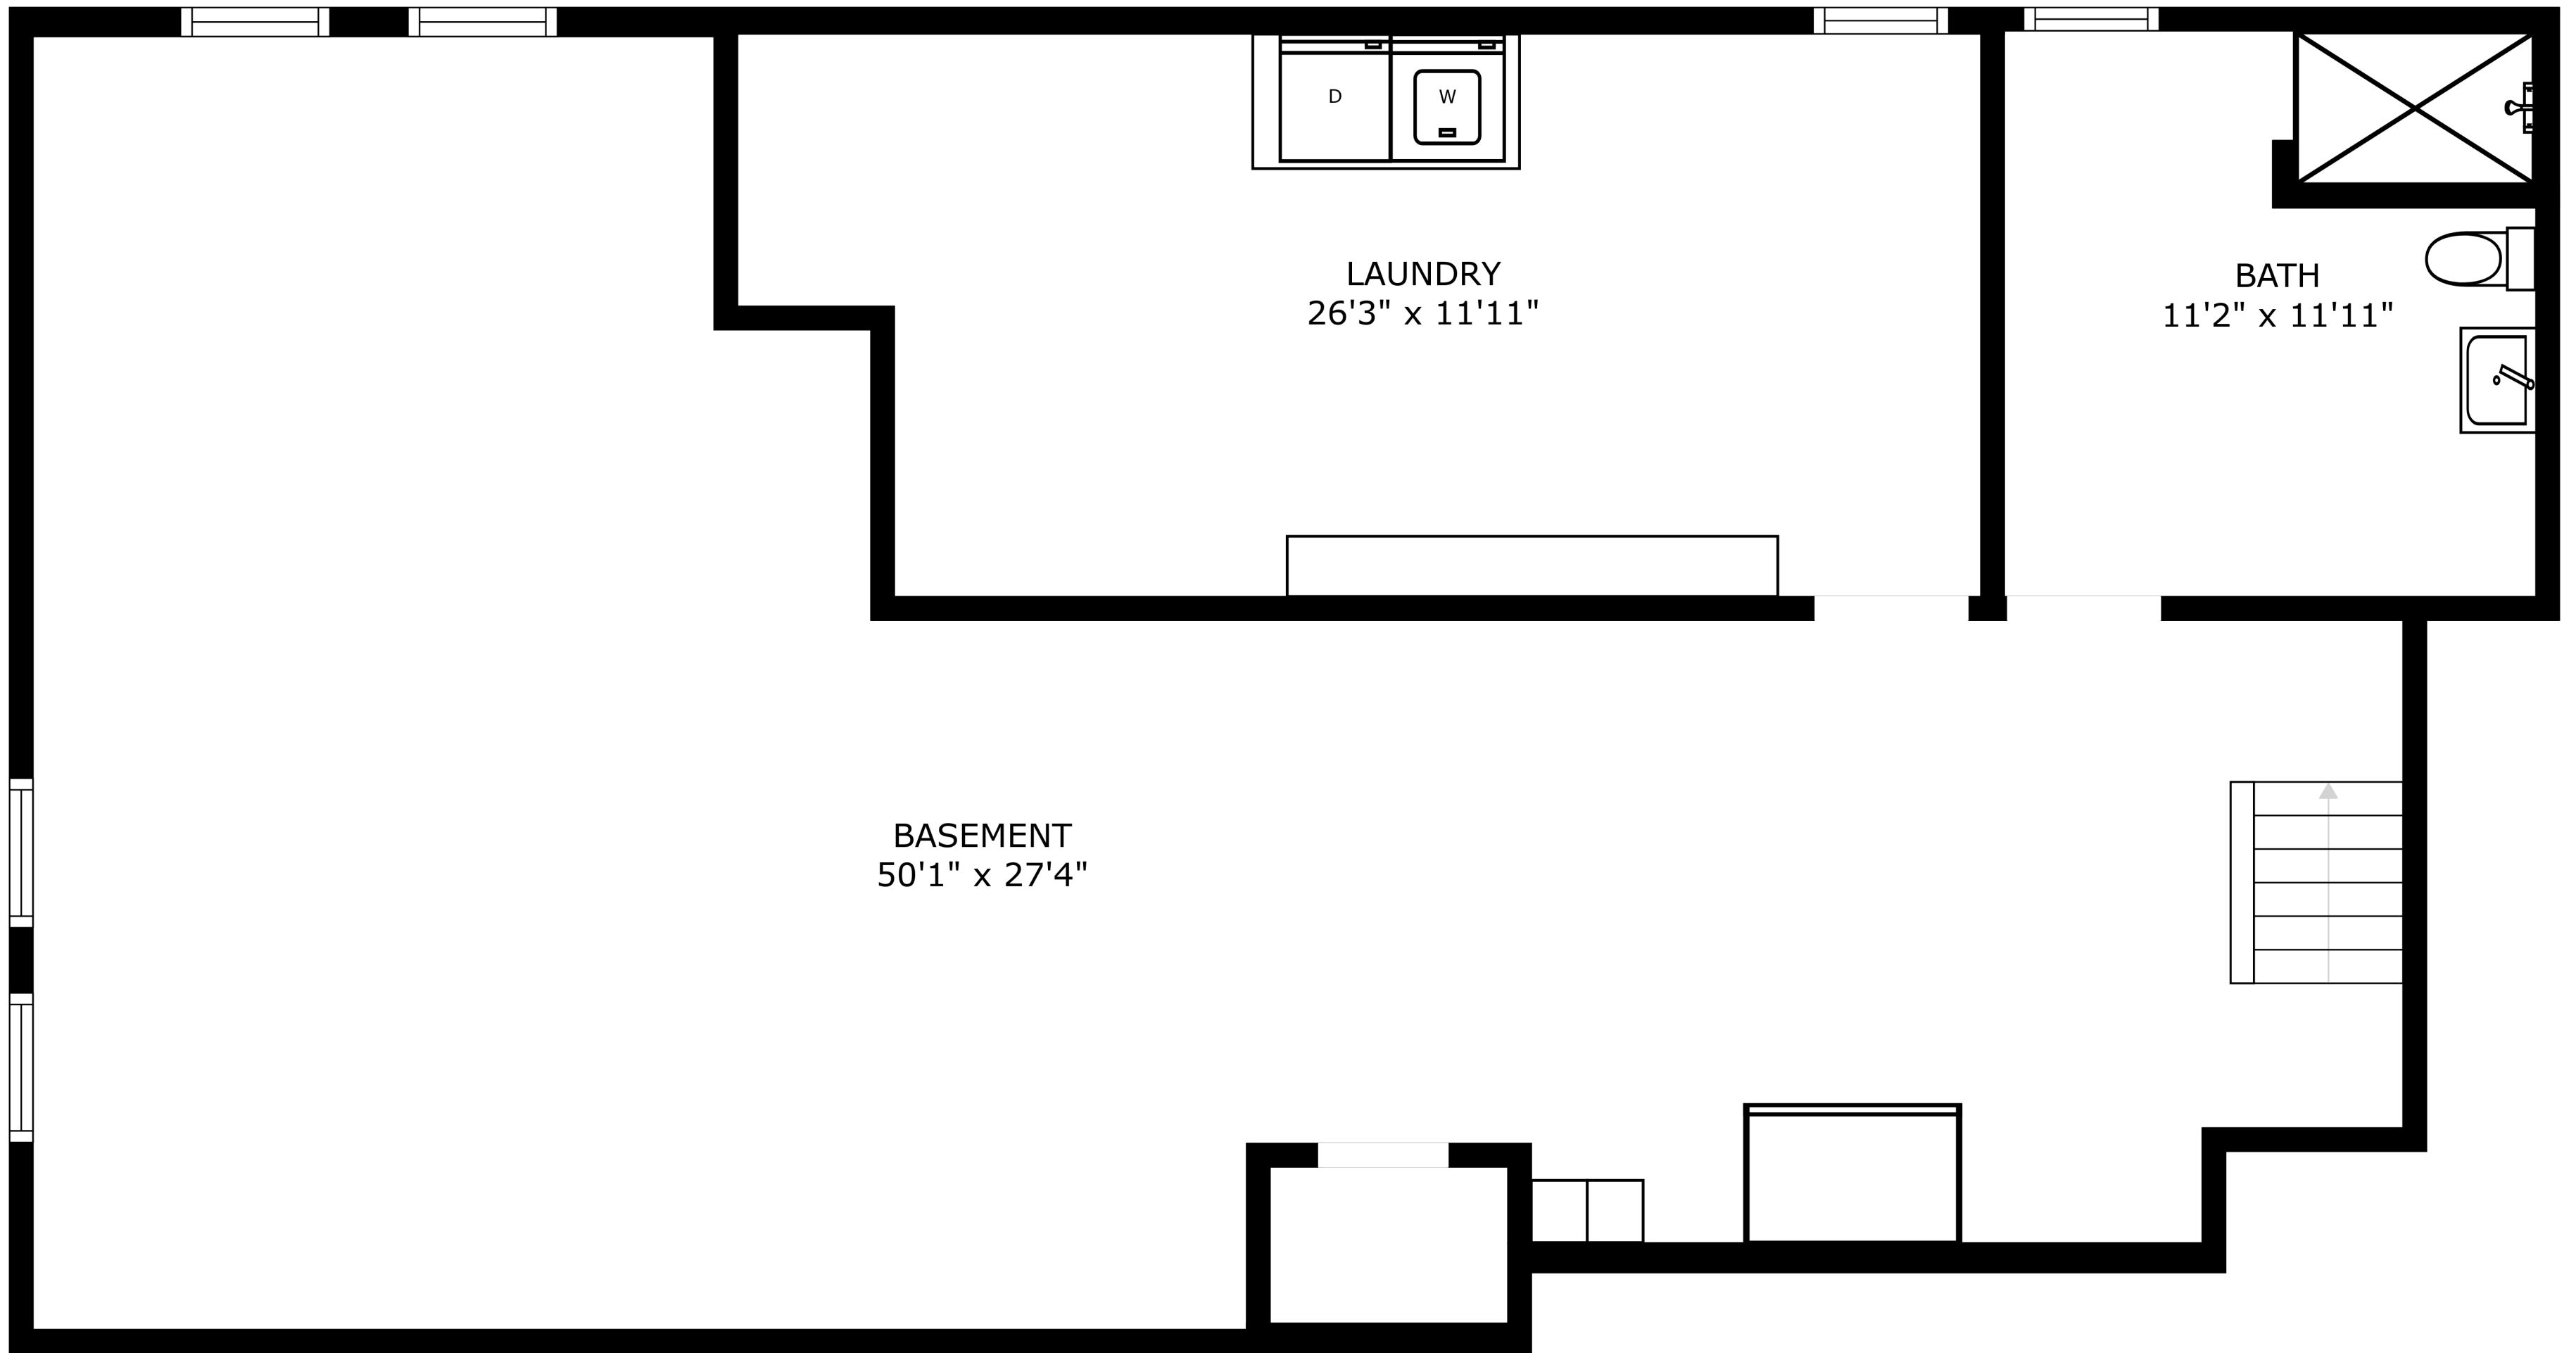 D
W
LAUNDRY
26'3" x 11'11"
BATH
11'2" x 11'11"
BASEMENT
50'1" x 27'4"